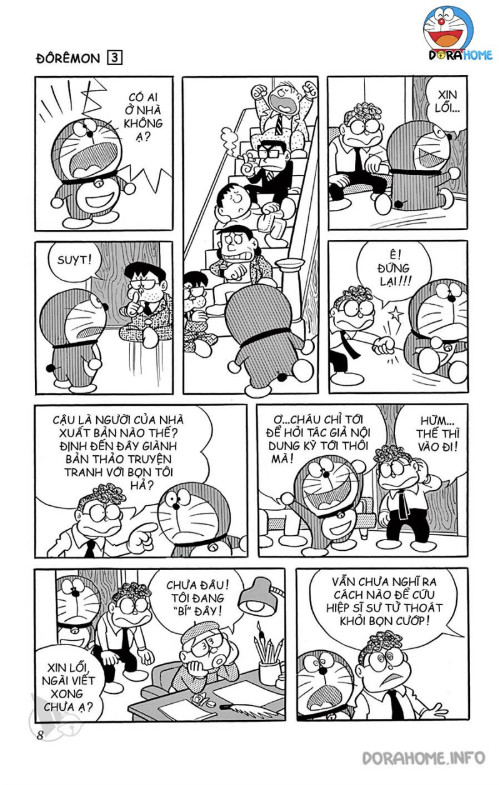 DORAHOME
ĐÔRÊMON 3
CÓ AI
Ở NHÀ
KHÔNG
Ạ?
XIN
LỖI...
SUYT!
Ê!
ĐỨNG
LẠI!!!
CẬU LÀ NGƯỜI CỦA NHÀ
XUẤT BẢN NÀO THẾ?
ĐỊNH ĐẾN ĐÂY GIÀNH
BẢN THẢO TRUYỆN
TRANH VỚI BỌN TÔI
HẢ?
Ơ...CHÁU CHỈ TỚI
ĐỂ HỎI TÁC GIẢ NỘI
DUNG KỲ TỚI THÔI
MÀ!
HỪM...
THẾ THÌ
VÀO ĐI!
XIN LỖI,
NGÀI VIẾT
XONG
CHƯA Ạ?
CHƯA ĐÂU!
TÔI ĐANG
"BÍ" ĐÂY!
VẪN CHƯA NGHĨ RA
CÁCH NÀO ĐỂ CỨU
HIỆP SĨ SƯ TỬ THOÁT
KHỎI BỌN CƯỚP!
8
DORAHOME.INFO